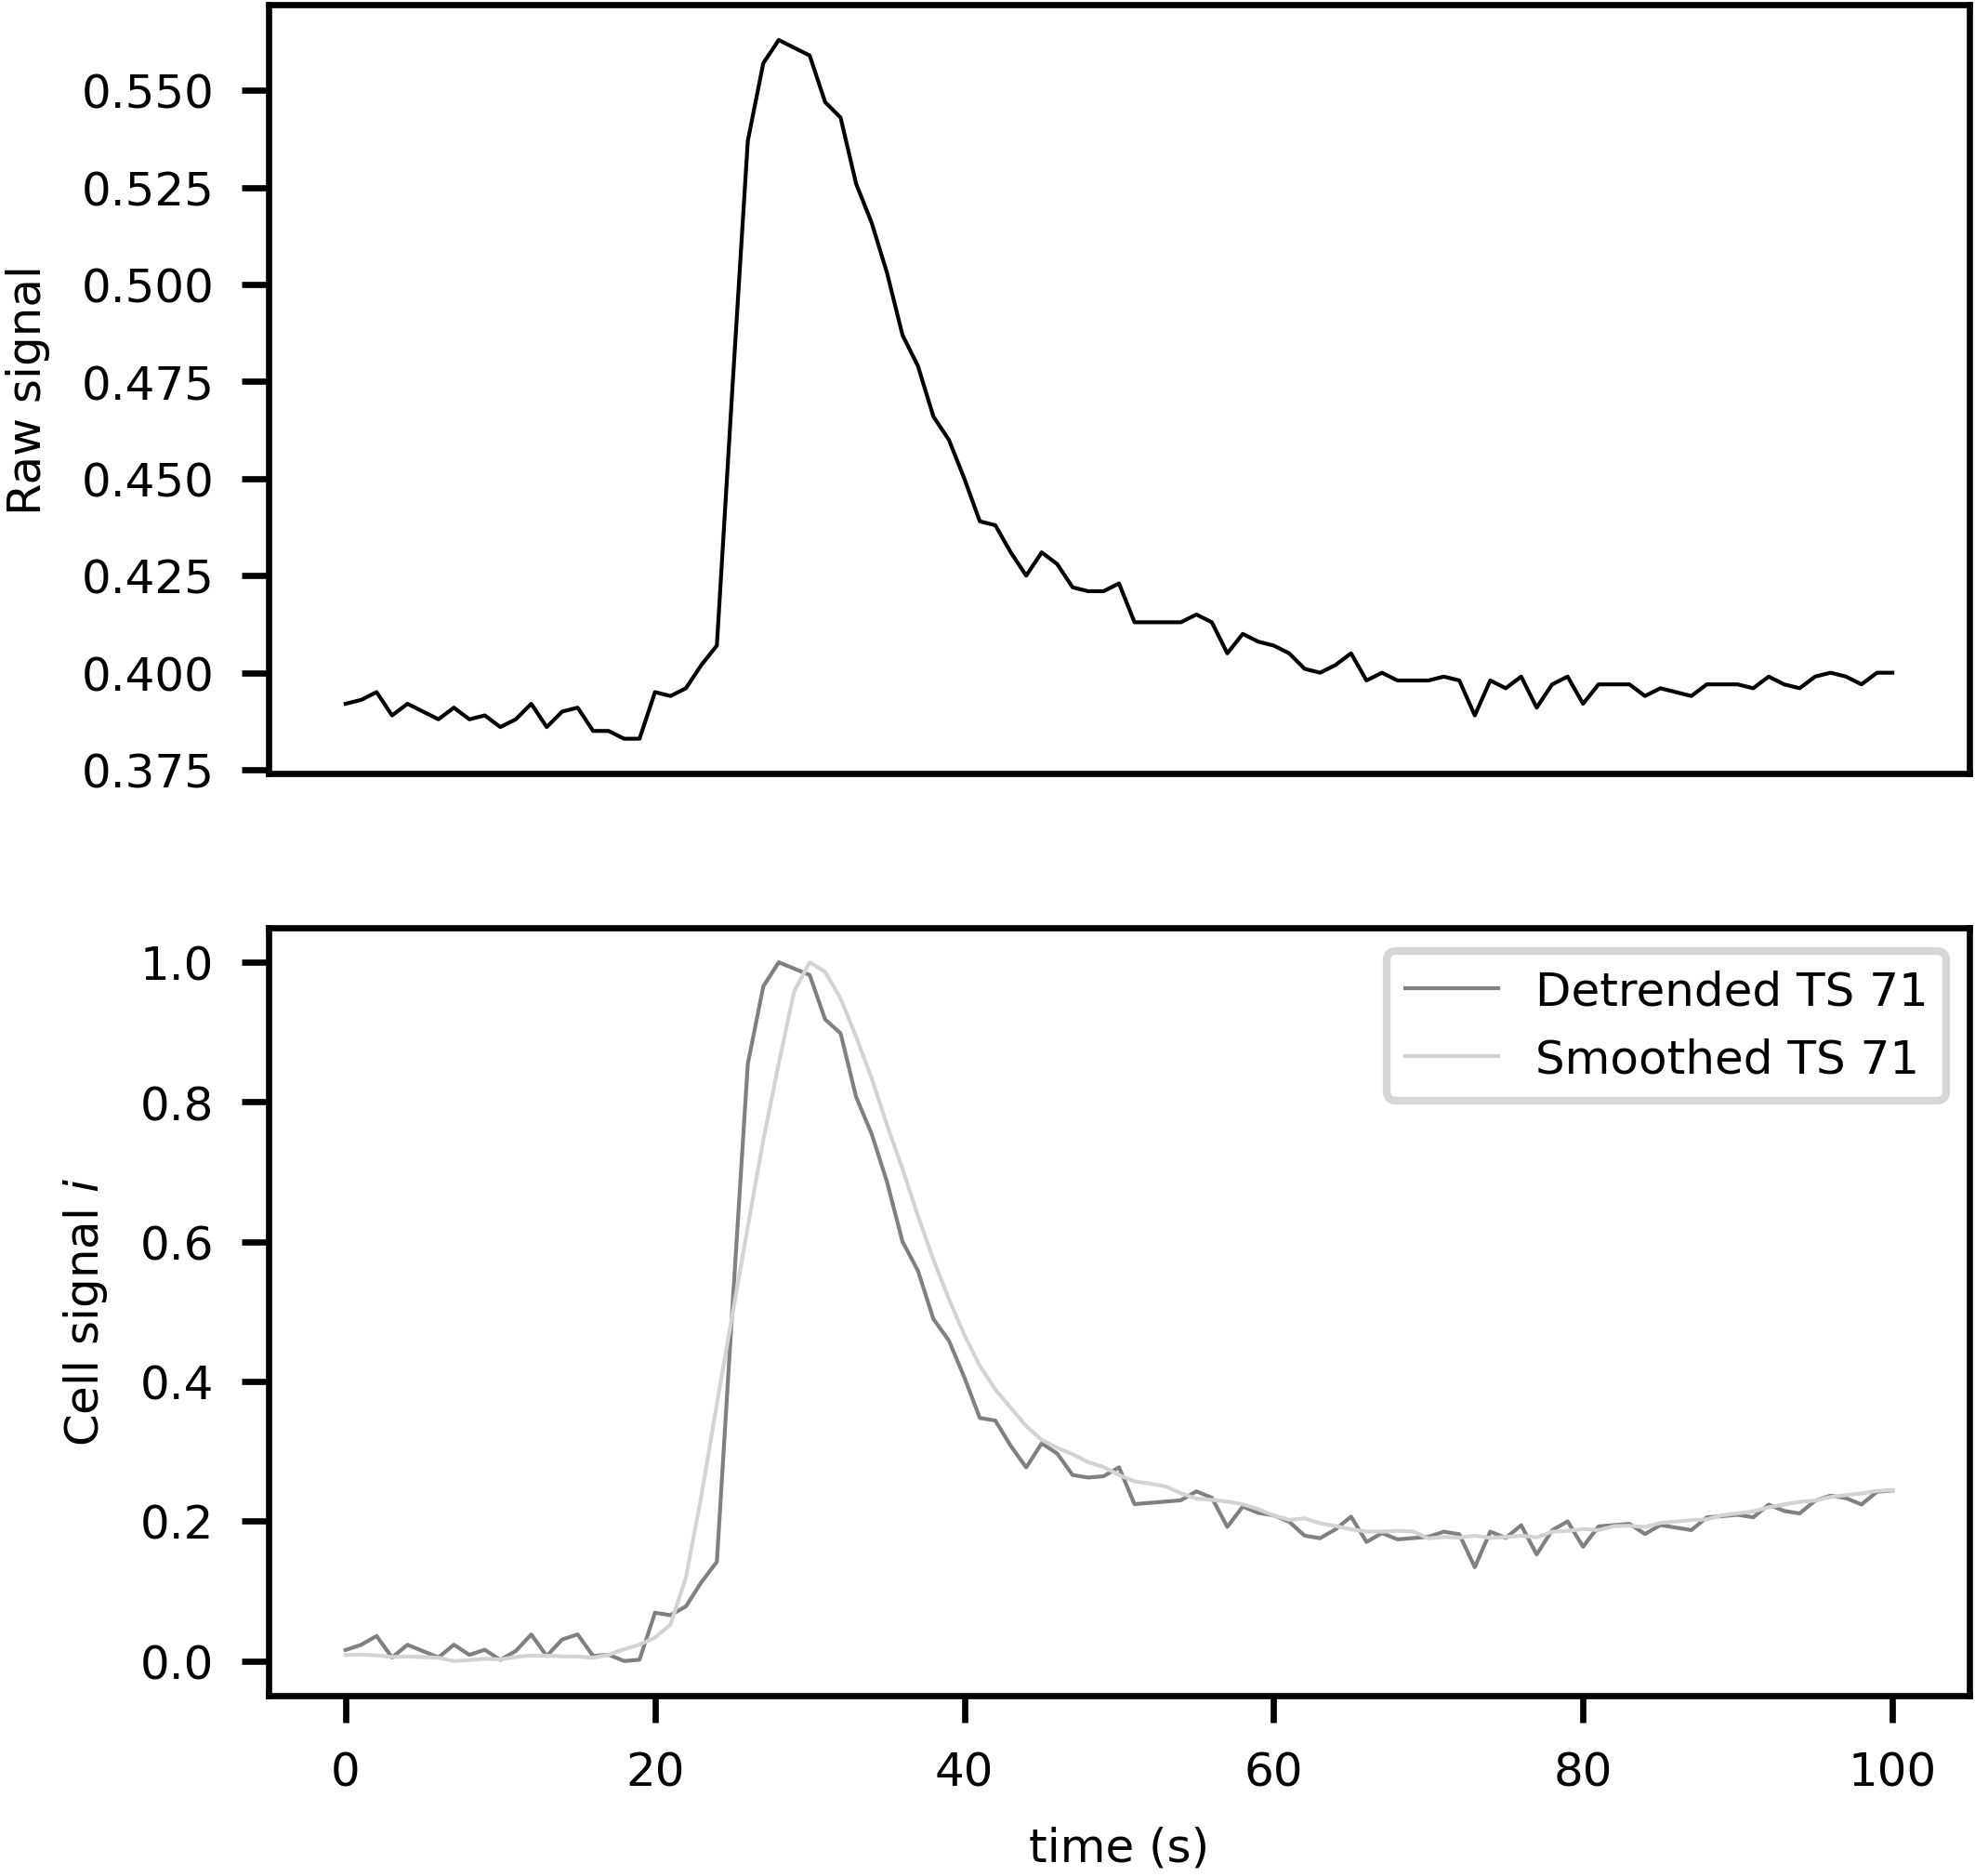 Raw signal
0.550
0.525
0.500
0.475
0.450
0.425
0.400
0.375
Cell signal i
1.0
0.8
0.6
0.4
0.2
0.0
Detrended TS 71
Smoothed TS 71
0 20 40 60 80 100
time (s)